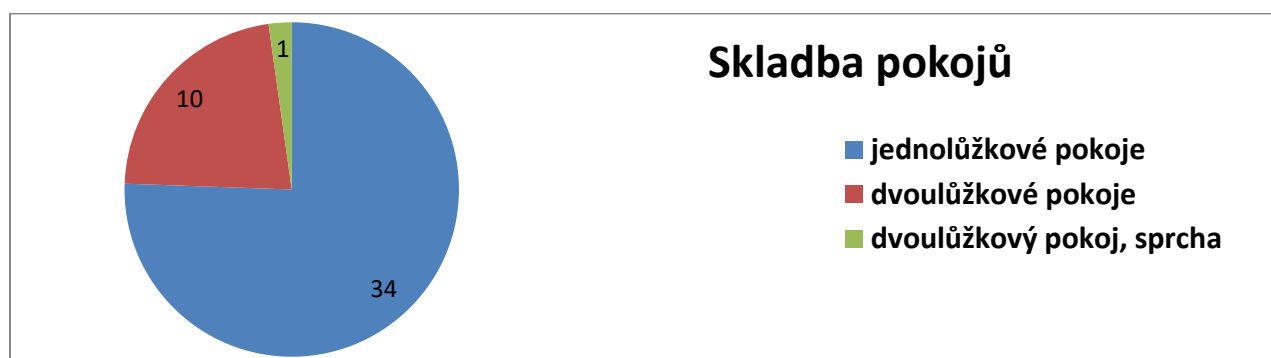 Skladba pokojů
1
10
34
jednolůžkové pokoje
dvoulůžkové pokoje
dvoulůžkový pokoj, sprcha